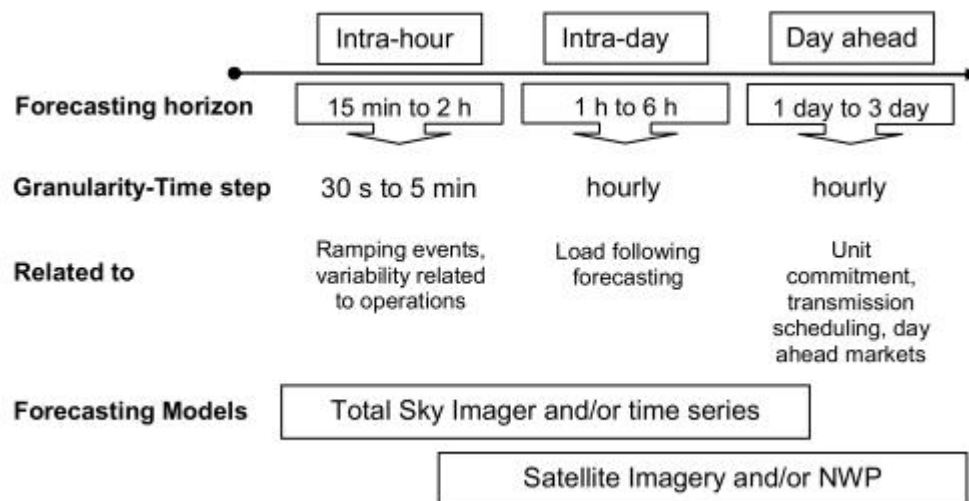 Intra-hour Intra-day Day ahead
Forecasting horizon 15 min to 2 h 1 h to 6 h 1 day to 3 day
Granularity-Time step 30 s to 5 min hourly hourly
Related to
Ramping events,
variability related
to operations
Load following
forecasting
Unit
commitment,
transmission
scheduling, day
ahead markets
Forecasting Models Total Sky Imager and/or time series
Satellite Imagery and/or NWP